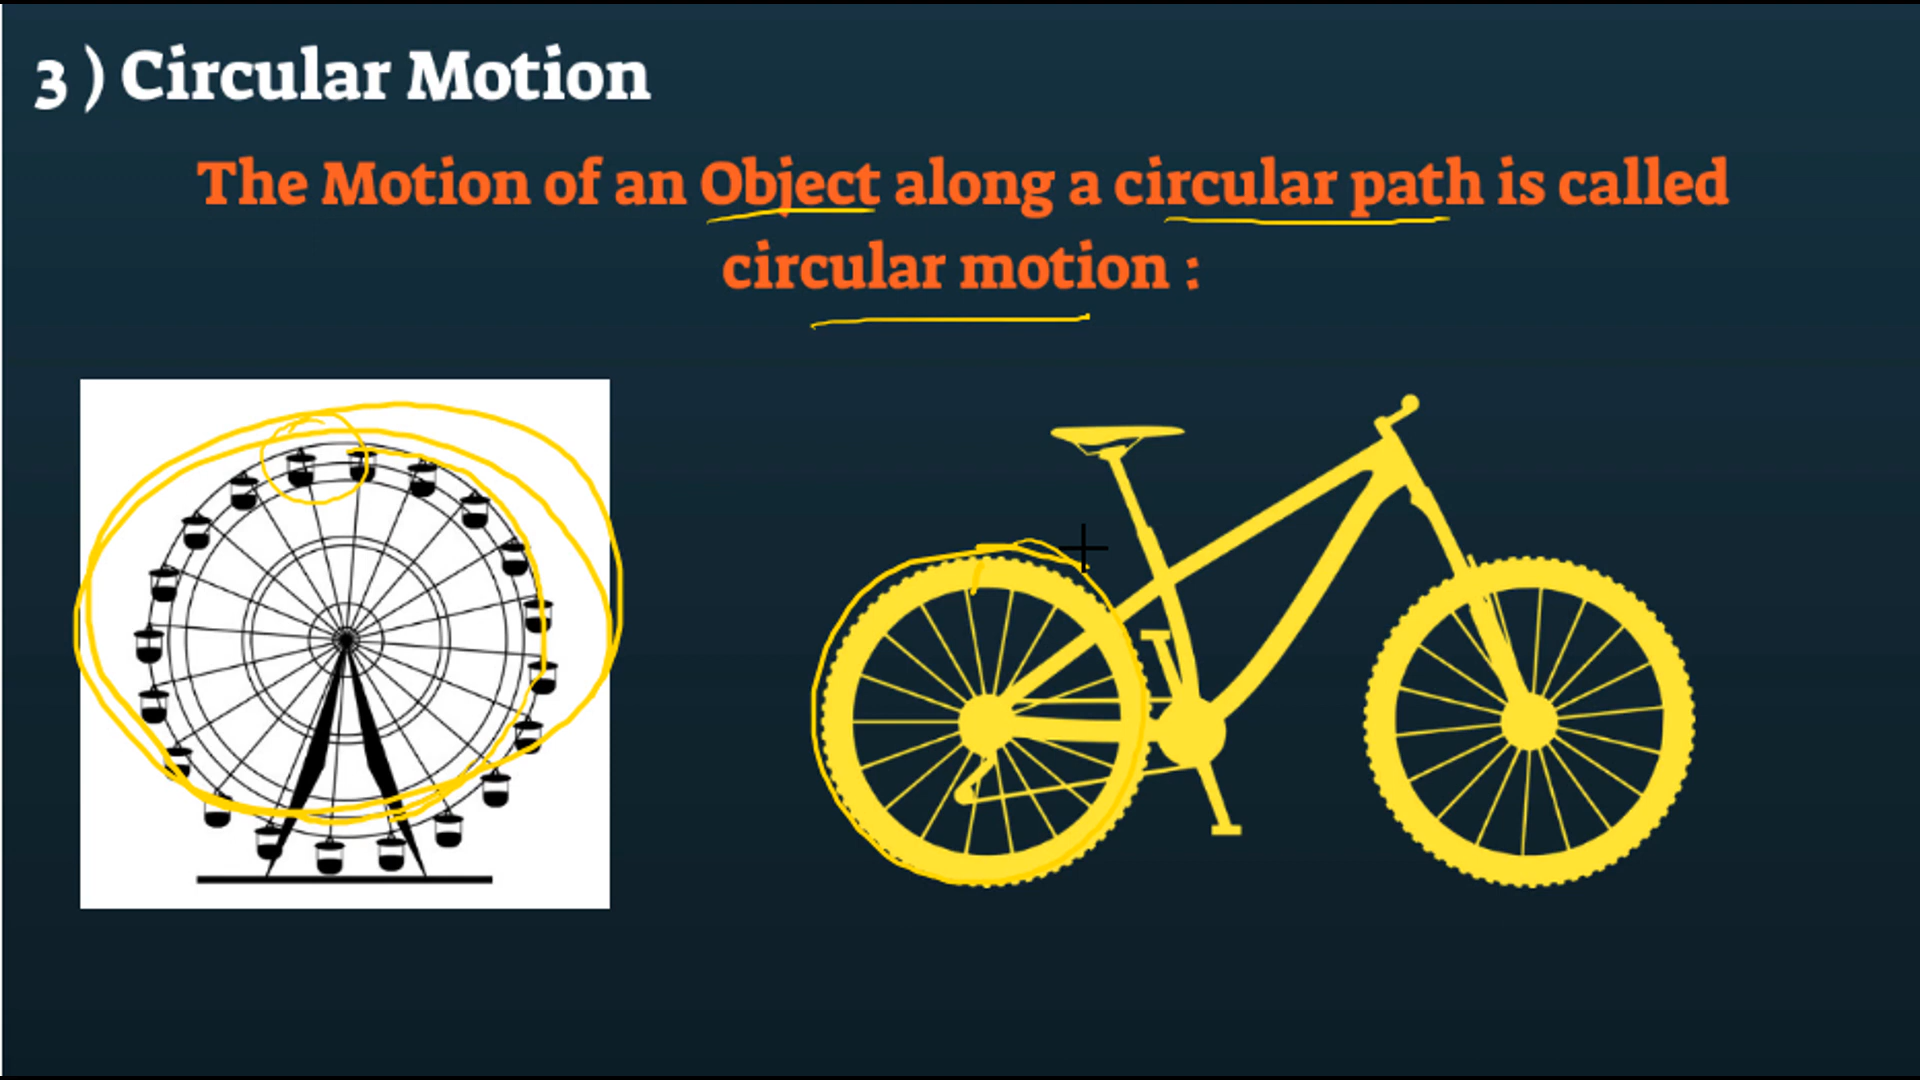 3 ) Circular Motion
The Motion of an Object along a circular path is called
circular motion :